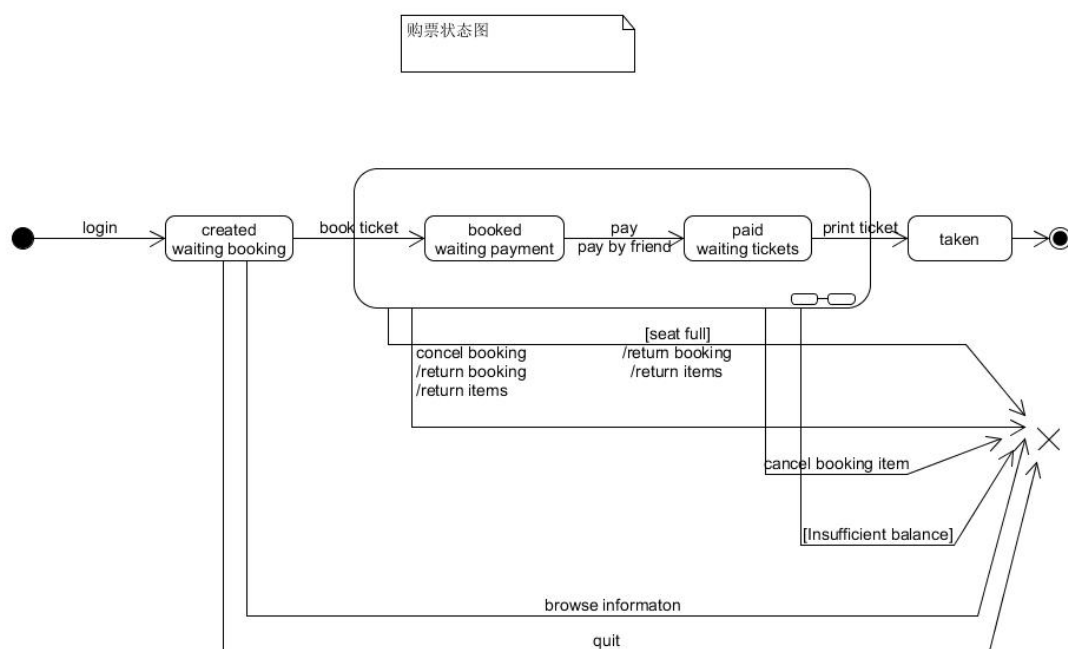 购票状态图
login
created
waiting booking
book ticket
booked
waiting payment
pay
pay by friend
paid
waiting tickets
print ticket
taken
[seat full]
/return booking
/return items
concel booking
/return booking
/return items
cancel booking item
[Insufficient balance]
browse informaton
quit